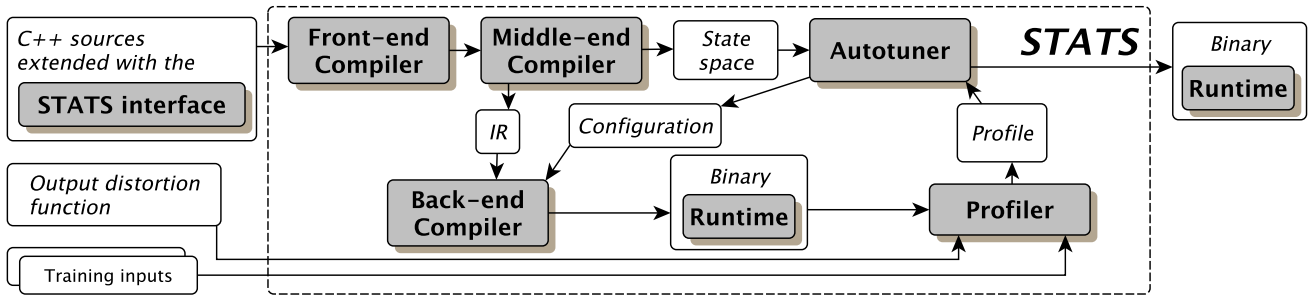 C++ sources
extended with the
STATS interface
Front-end
Compiler
Middle-end
Compiler
State
space
Autotuner
STATS
Binary
Runtime
IR
Configuration
Profile
Output distortion
function
Back-end
Compiler
Binary
Runtime
Profiler
Training inputs